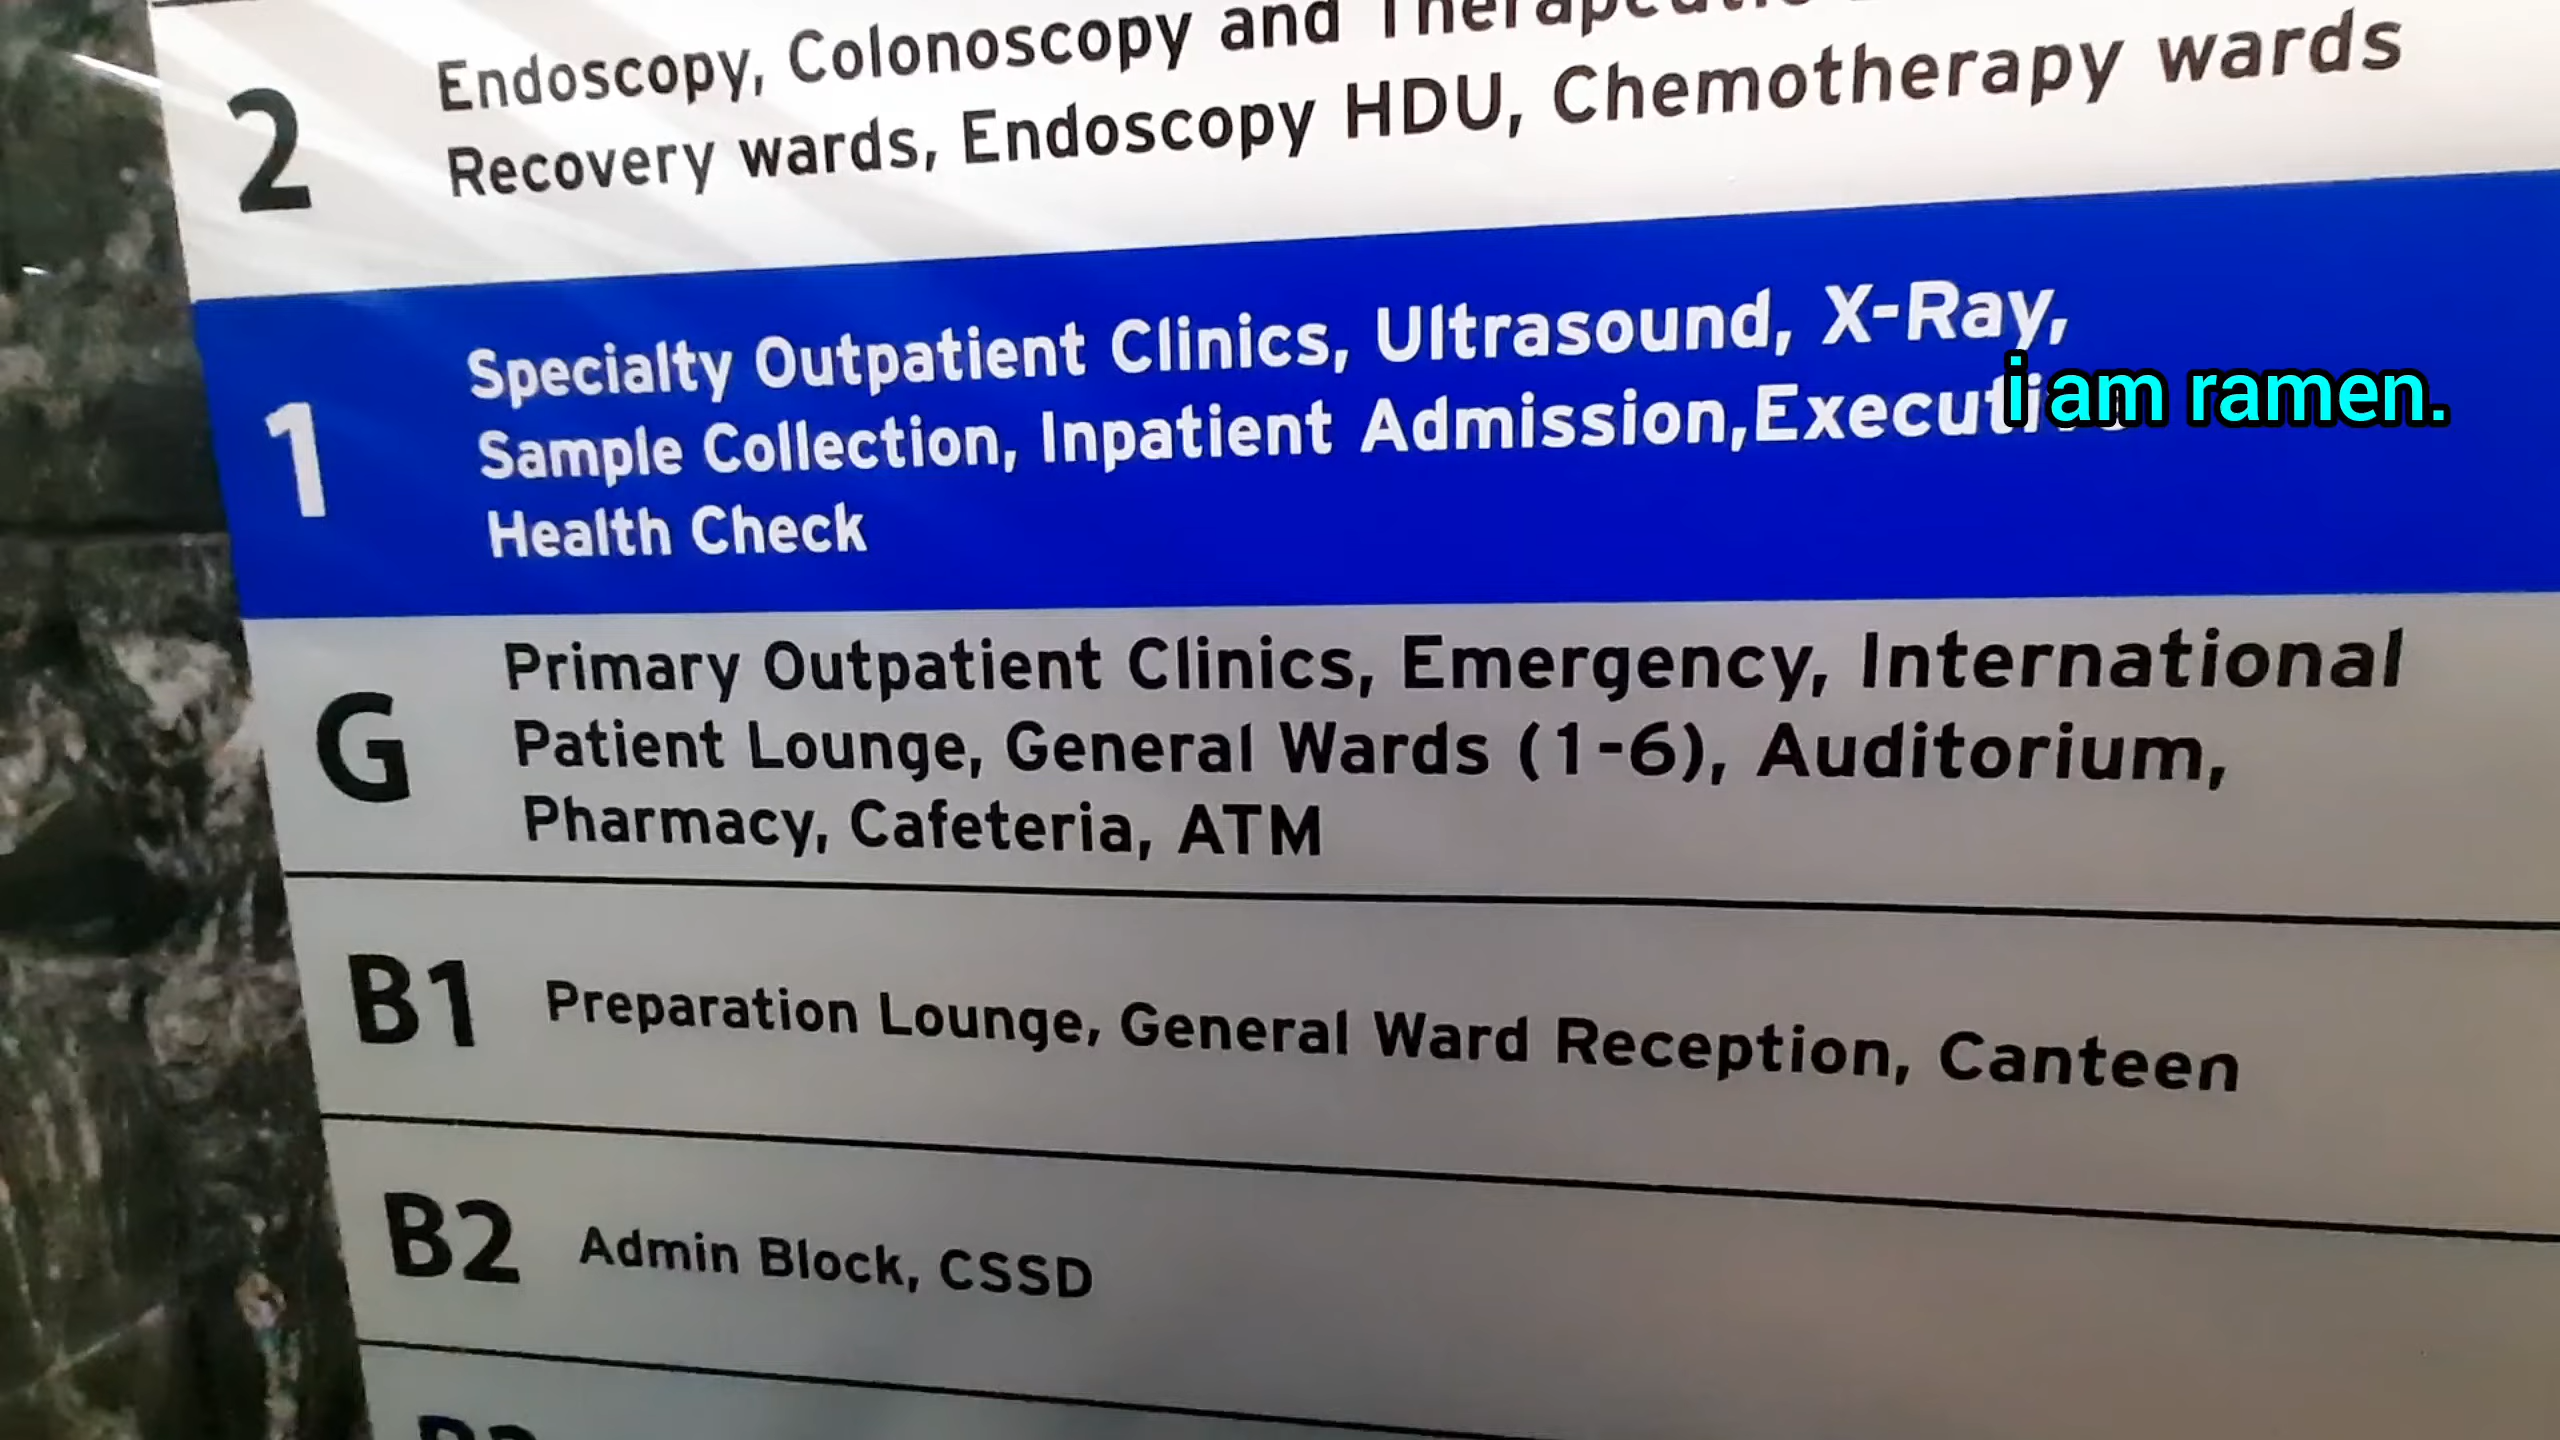 2
Endoscopy, Colonoscopy and
Recovery wards, Endoscopy HDU, Chemotherapy wards
1
Specialty Outpatient Clinics, Ultrasound, X-Ray,
i am ramen.
Sample Collection, Inpatient Admission,Executive
Health Check
G
Primary Outpatient Clinics, Emergency, International
Patient Lounge, General Wards (1-6), Auditorium,
Pharmacy, Cafeteria, ATM
B1
Preparation Lounge, General Ward Reception, Canteen
B2
Admin Block, CSSD